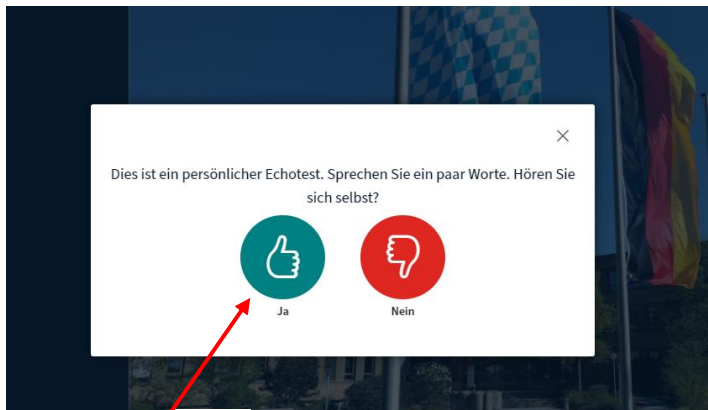 Dies ist ein persönlicher Echotest. Sprechen Sie ein paar Worte. Hören Sie
sich selbst?
Ja
Nein